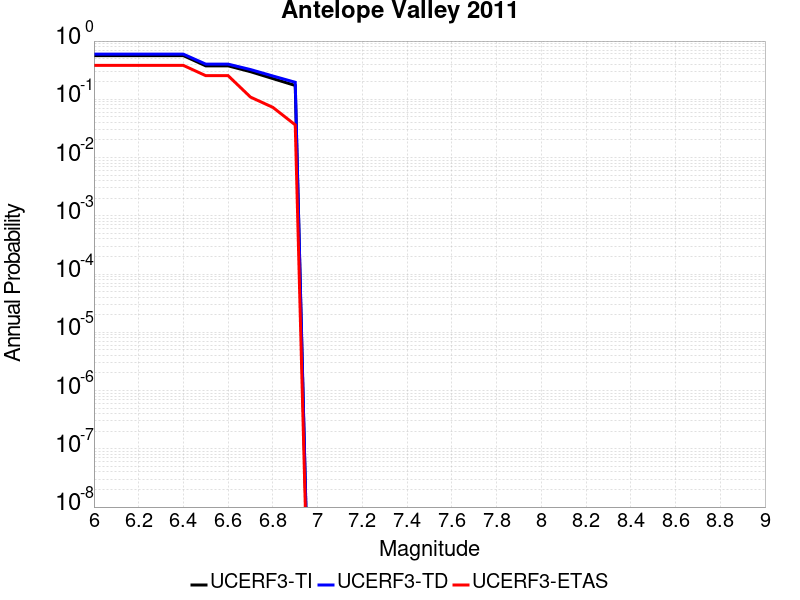 Antelope Valley 2011
10^0
10^-1
10^-2
10^-3
10^-4
10^-5
10^-6
10^-7
10^-8
Annual Probability
6 6.2 6.4 6.6 6.8 7 7.2 7.4 7.6 7.8 8 8.2 8.4 8.6 8.8 9
Magnitude
UCERF3-TI UCERF3-TD UCERF3-ETAS